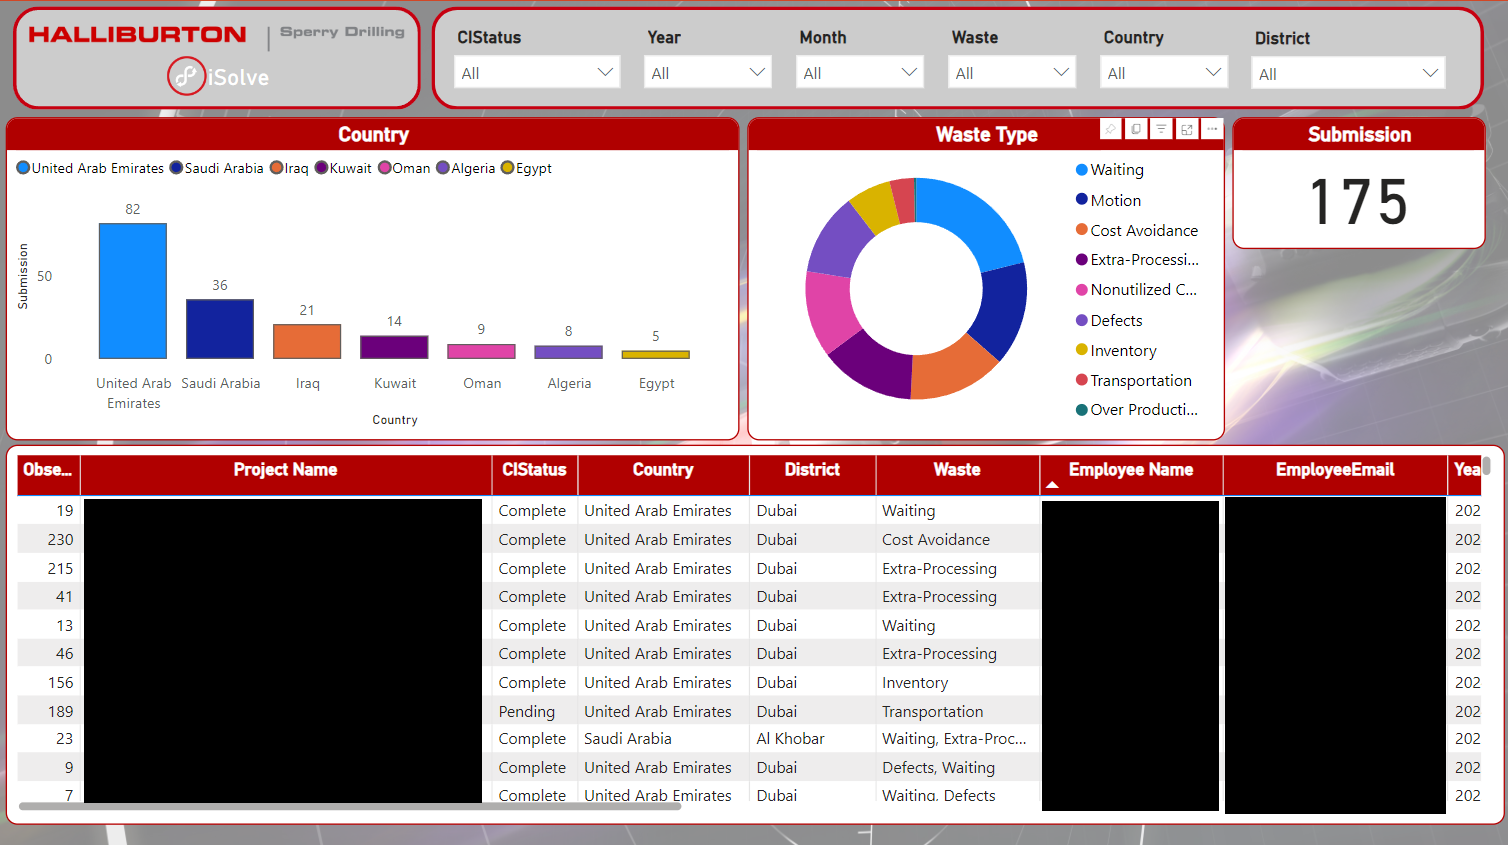 HALLIBURTON | Sperry Drilling
iSolve
CIStatus Year Month Waste Country District
All All All All All All
Country
United Arab Emirates Saudi Arabia Iraq Kuwait Oman Algeria Egypt
82
36
21
14
9
8
5
Submission
50
0
United Arab Emirates Saudi Arabia Iraq Kuwait Oman Algeria Egypt
Country
Waste Type
Waiting
Motion
Cost Avoidance
Extra-Processi...
Nonutilized C...
Defects
Inventory
Transportation
Over Producti...
Submission
175
Obse... Project Name CIStatus Country District Waste Employee Name EmployeeEmail Yea
19 Complete United Arab Emirates Dubai Waiting 202
230 Complete United Arab Emirates Dubai Cost Avoidance 202
215 Complete United Arab Emirates Dubai Extra-Processing 202
41 Complete United Arab Emirates Dubai Extra-Processing 202
13 Complete United Arab Emirates Dubai Waiting 202
46 Complete United Arab Emirates Dubai Extra-Processing 202
156 Complete United Arab Emirates Dubai Inventory 202
189 Pending United Arab Emirates Dubai Transportation 202
23 Complete Saudi Arabia Al Khobar Waiting, Extra-Proc... 202
9 Complete United Arab Emirates Dubai Defects, Waiting 202
7 Complete United Arab Emirates Dubai Waiting, Defects 202